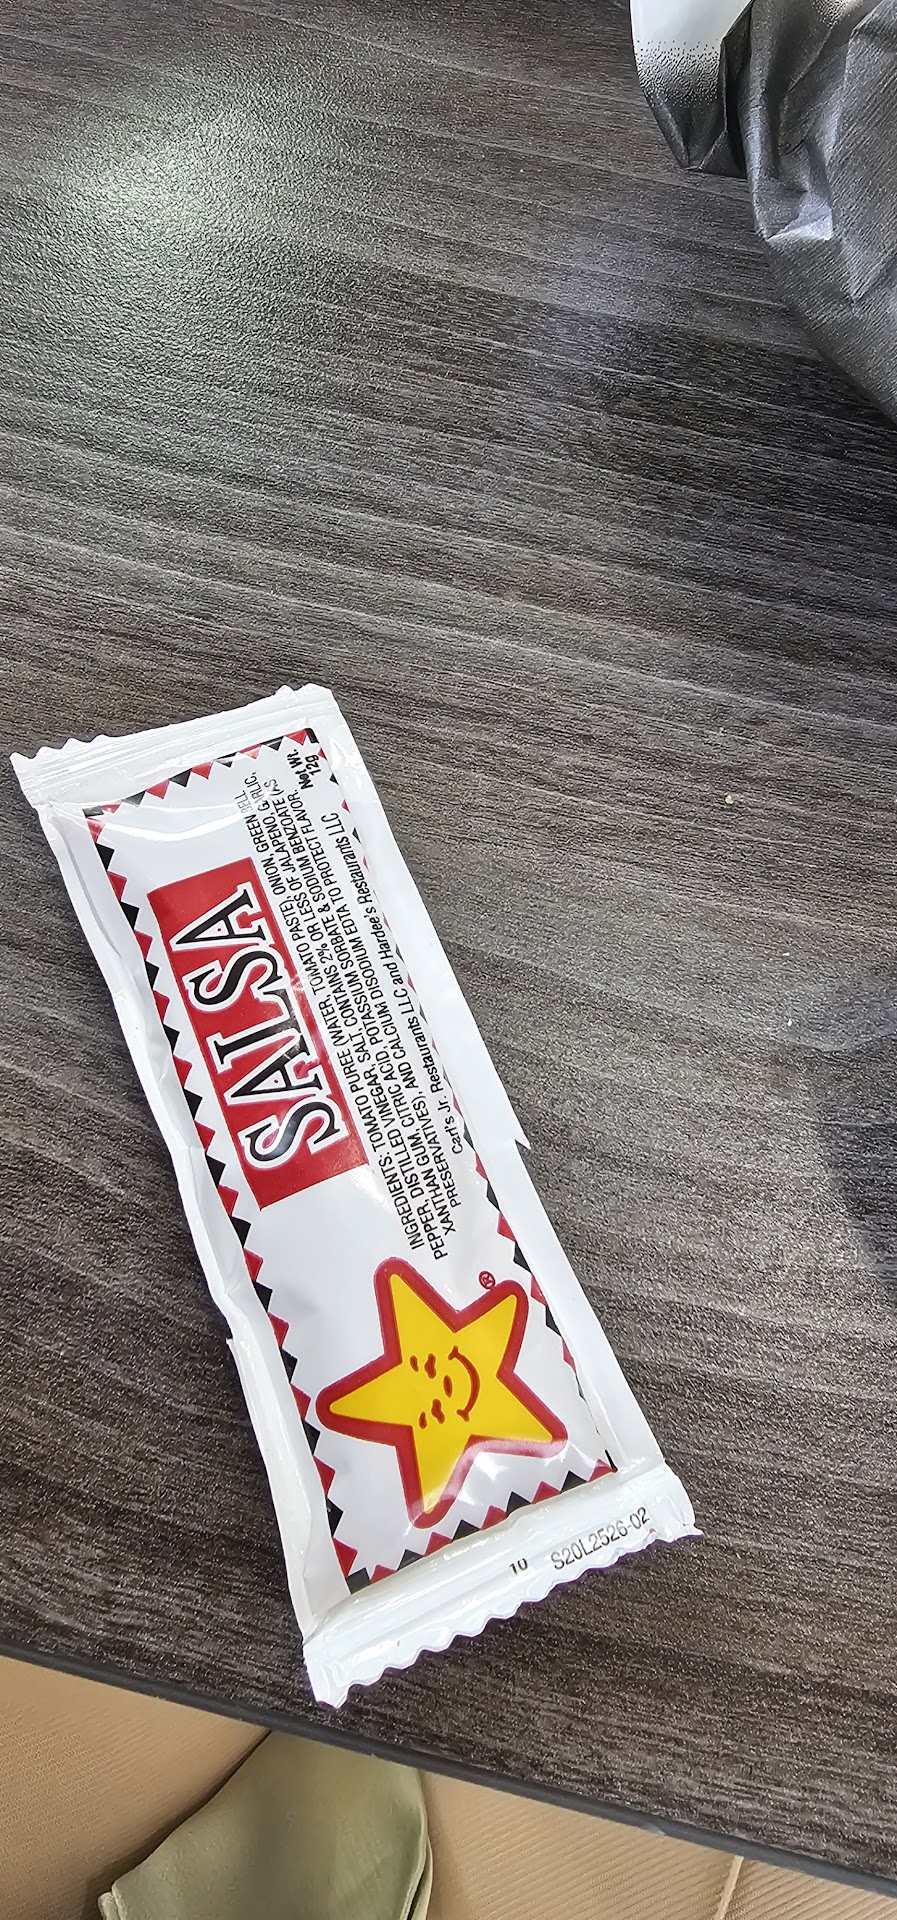 SALSA
INGREDIENTS: TOMATO PUREE (WATER, TOMATO PASTE), ONION, GREEN BELL
PEPPER, DISTILLED VINEGAR, SALT. CONTAINS 2% OR LESS OF JALAPENO, GARLIC,
XANTHAN GUM, CITRIC ACID, POTASSIUM SORBATE & SODIUM BENZOATE (AS
PRESERVATIVES), AND CALCIUM DISODIUM EDTA TO PROTECT FLAVOR.
Carl's Jr. Restaurants LLC and Hardee's Restaurants LLC
Net Wt.
12g
®
10 S20L2526-02